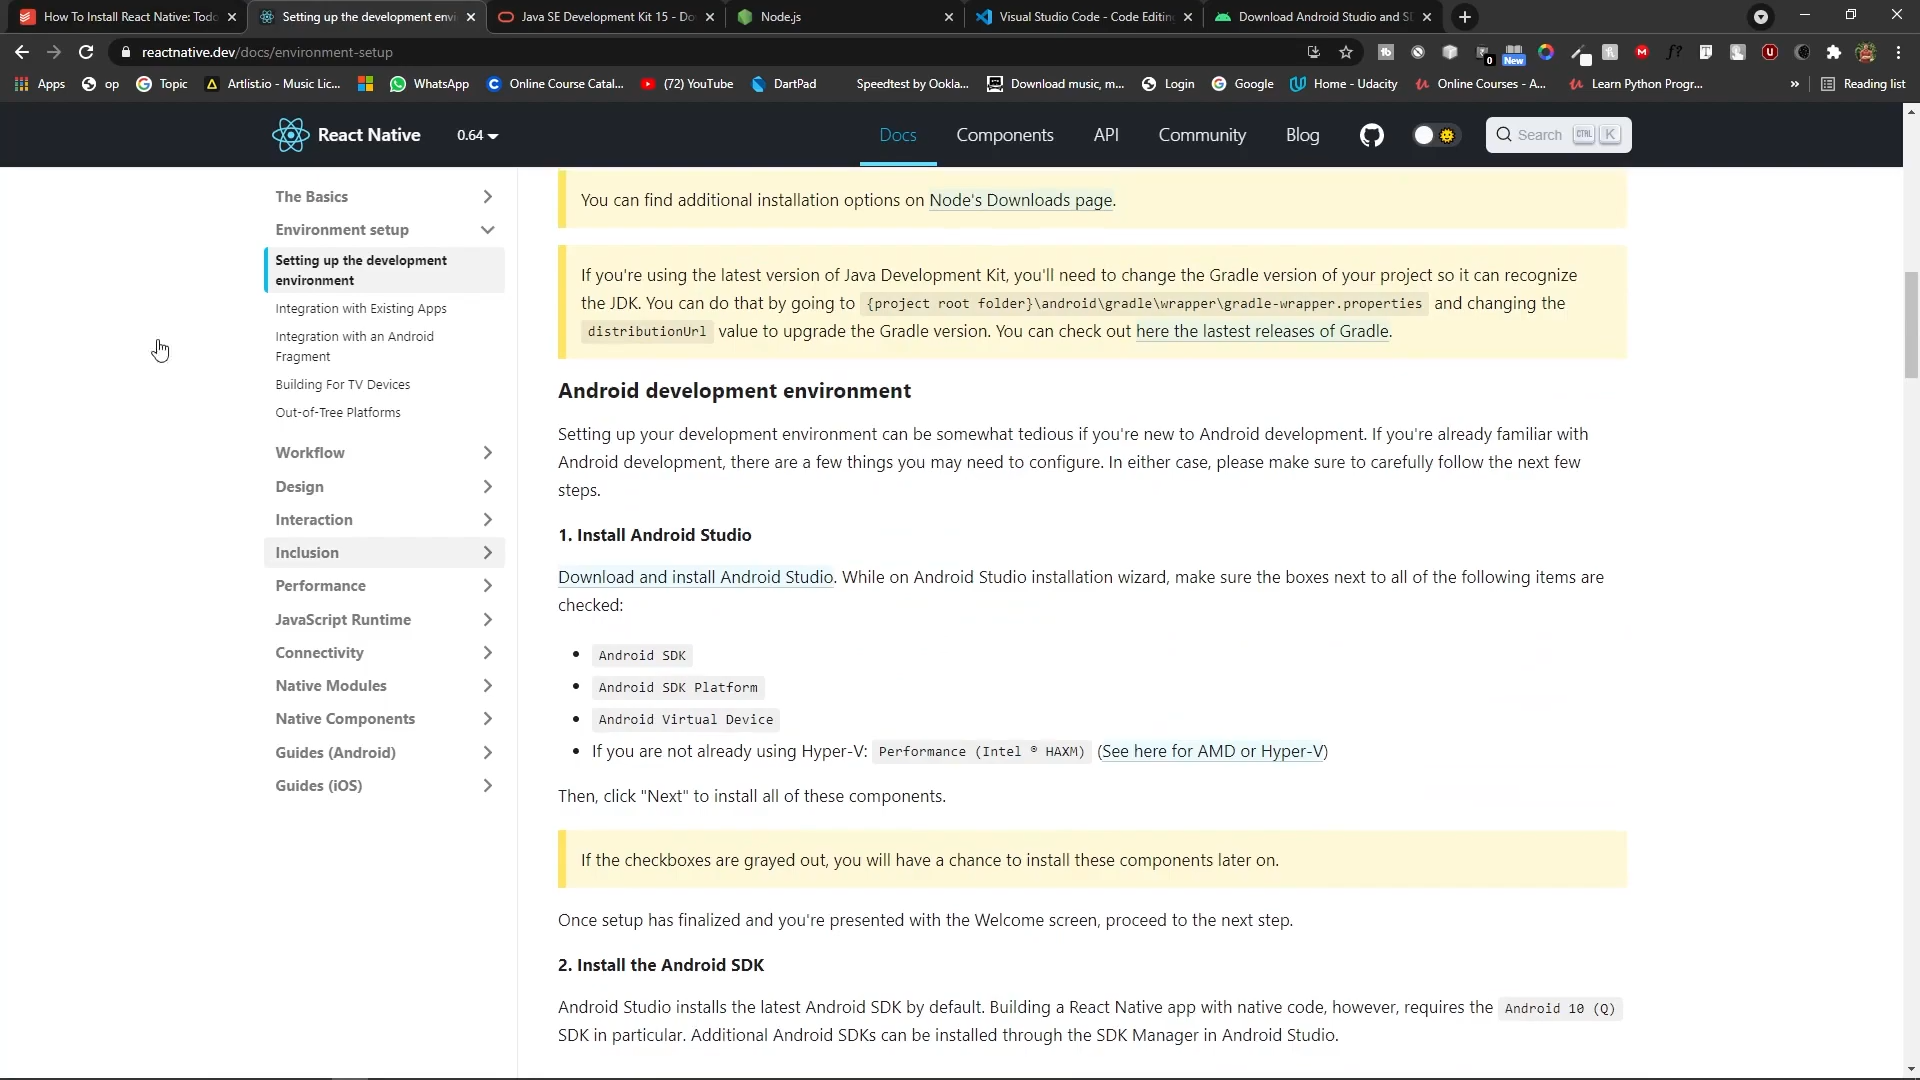 How To Install React Native: Todo
Setting up the development envi
Java SE Development Kit 15 - Do
Node.js
Visual Studio Code - Code Editing
Download Android Studio and SD
reactnative.dev/docs/environment-setup
0
New
Apps
op
Topic
Artlist.io - Music Lic...
WhatsApp
Online Course Catal...
(72) YouTube
DartPad
Speedtest by Ookla...
Download music, m...
Login
Google
Home - Udacity
Online Courses - A...
Learn Python Progr...
»
Reading list
React Native
0.64
Docs
Components
API
Community
Blog
Search CTRL K
The Basics
Environment setup
Setting up the development
environment
Integration with Existing Apps
Integration with an Android
Fragment
Building For TV Devices
Out-of-Tree Platforms
Workflow
Design
Interaction
Inclusion
Performance
JavaScript Runtime
Connectivity
Native Modules
Native Components
Guides (Android)
Guides (iOS)
You can find additional installation options on Node's Downloads page.
If you're using the latest version of Java Development Kit, you'll need to change the Gradle version of your project so it can recognize
the JDK. You can do that by going to {project root folder}\android\gradle\wrapper\gradle-wrapper.properties and changing the
distributionUrl value to upgrade the Gradle version. You can check out here the lastest releases of Gradle.
Android development environment
Setting up your development environment can be somewhat tedious if you're new to Android development. If you're already familiar with
Android development, there are a few things you may need to configure. In either case, please make sure to carefully follow the next few
steps.
1. Install Android Studio
Download and install Android Studio. While on Android Studio installation wizard, make sure the boxes next to all of the following items are
checked:
• Android SDK
• Android SDK Platform
• Android Virtual Device
• If you are not already using Hyper-V: Performance (Intel ® HAXM) (See here for AMD or Hyper-V)
Then, click "Next" to install all of these components.
If the checkboxes are grayed out, you will have a chance to install these components later on.
Once setup has finalized and you're presented with the Welcome screen, proceed to the next step.
2. Install the Android SDK
Android Studio installs the latest Android SDK by default. Building a React Native app with native code, however, requires the Android 10 (Q)
SDK in particular. Additional Android SDKs can be installed through the SDK Manager in Android Studio.